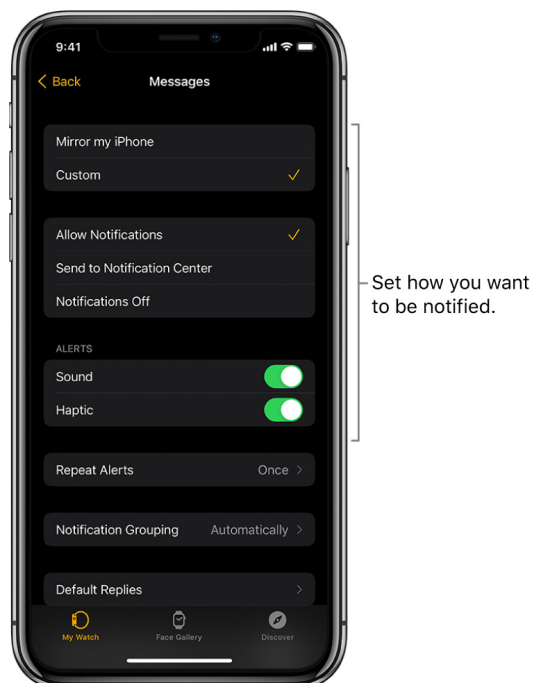 9:41
Back
Messages
Mirror my iPhone
Custom
Allow Notifications
Send to Notification Center
Notifications Off
ALERTS
Sound
Haptic
Repeat Alerts Once
Notification Grouping Automatically
Default Replies
My Watch Face Gallery Discover
Set how you want
to be notified.